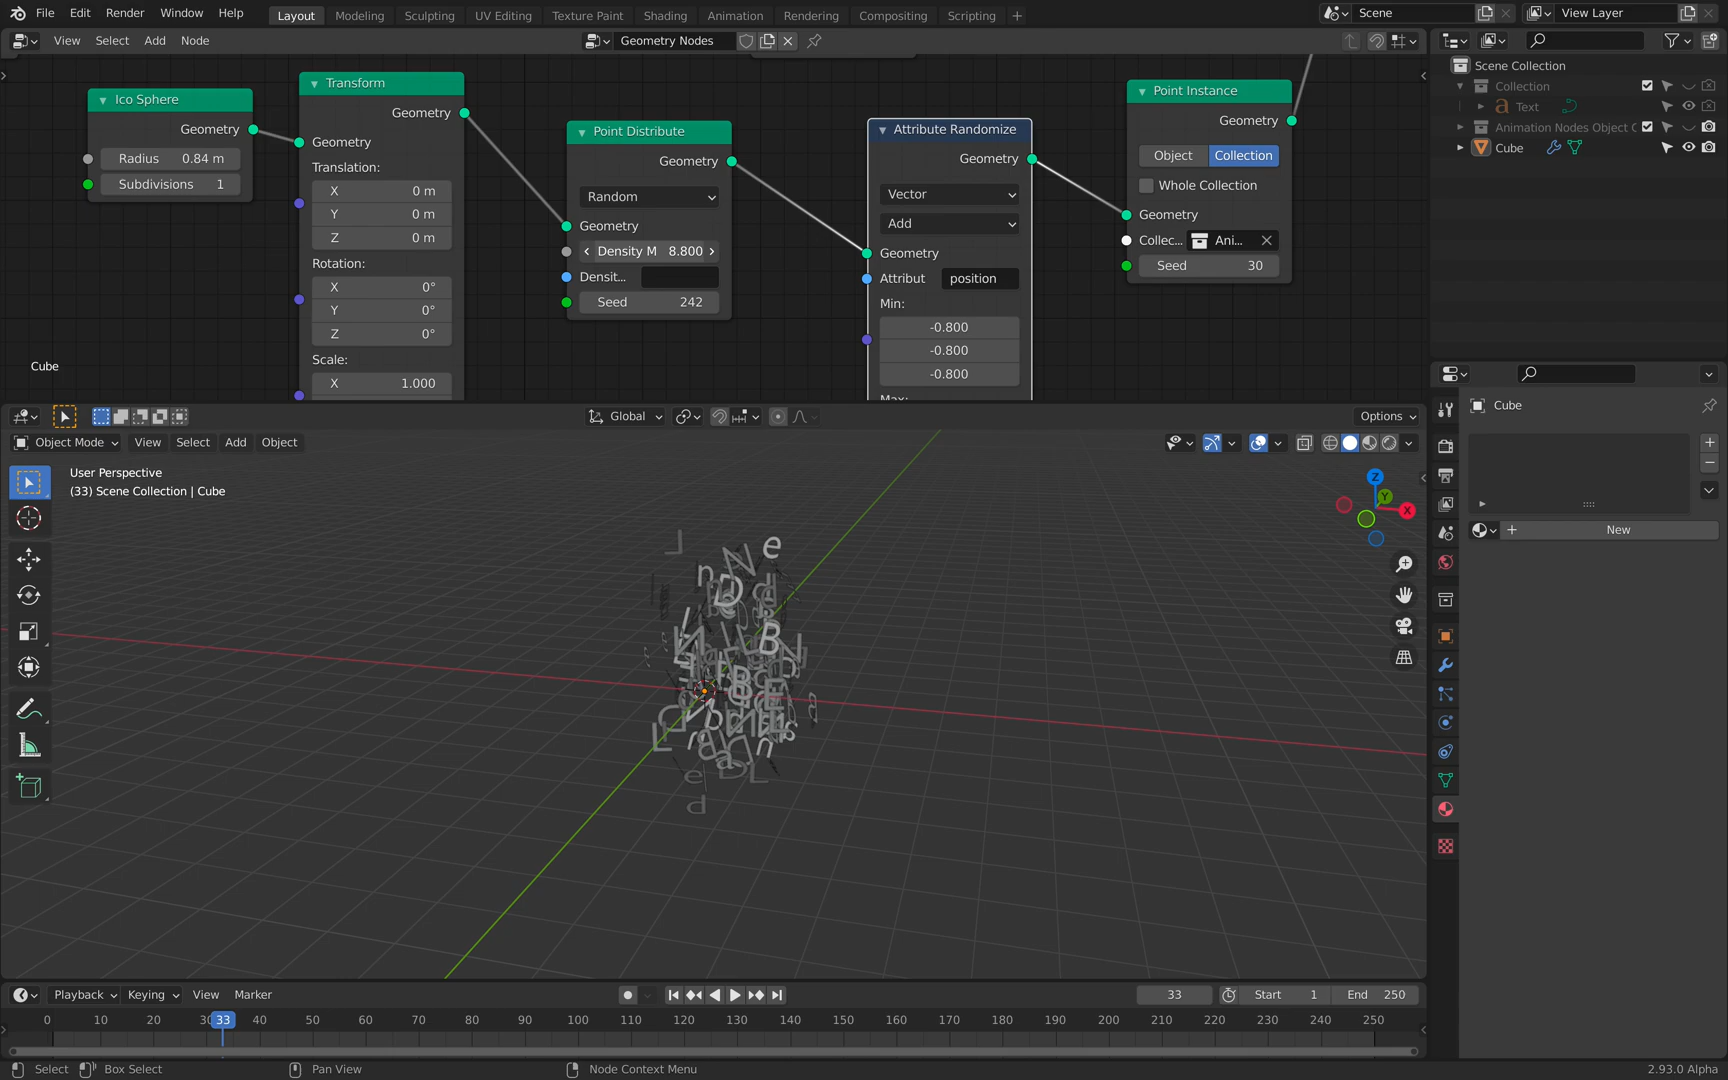 File Edit Render Window Help Layout Modeling Sculpting UV Editing Texture Paint Shading Animation Rendering Compositing Scripting + Scene View Layer
View Select Add Node Geometry Nodes
Scene Collection
Collection
Text
Animation Nodes Object C
Cube
Ico Sphere
Geometry
Radius 0.84 m
Subdivisions 1
Transform
Geometry
Geometry
Translation:
X 0 m
Y 0 m
Z 0 m
Rotation:
X 0°
Y 0°
Z 0°
Scale:
X 1.000
Point Distribute
Geometry
Random
Geometry
Density M 8.800
Densit...
Seed 242
Attribute Randomize
Geometry
Vector
Add
Geometry
Attribut position
Min:
-0.800
-0.800
-0.800
Max:
Point Instance
Geometry
Object Collection
Whole Collection
Geometry
Collec... Ani...
Seed 30
Cube
Global Options
Object Mode View Select Add Object
User Perspective
(33) Scene Collection | Cube
Z
Y
X
Cube
New
Playback Keying View Marker 33 Start 1 End 250
0 10 20 30 33 40 50 60 70 80 90 100 110 120 130 140 150 160 170 180 190 200 210 220 230 240 250
Select Box Select Pan View Node Context Menu 2.93.0 Alpha